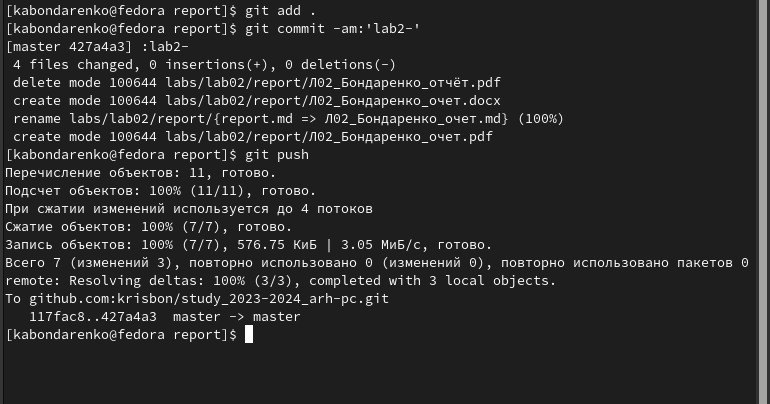 [kabondarenko@fedora report]$ git add .
[kabondarenko@fedora report]$ git commit -am:'lab2-'
[master 427a4a3] :lab2-
 4 files changed, 0 insertions(+), 0 deletions(-)
 delete mode 100644 labs/lab02/report/Л02_Бондаренко_отчёт.pdf
 create mode 100644 labs/lab02/report/Л02_Бондаренко_очет.docx
 rename labs/lab02/report/{report.md => Л02_Бондаренко_очет.md} (100%)
 create mode 100644 labs/lab02/report/Л02_Бондаренко_очет.pdf
[kabondarenko@fedora report]$ git push
Перечисление объектов: 11, готово.
Подсчет объектов: 100% (11/11), готово.
При сжатии изменений используется до 4 потоков
Сжатие объектов: 100% (7/7), готово.
Запись объектов: 100% (7/7), 576.75 КиБ | 3.05 МиБ/с, готово.
Всего 7 (изменений 3), повторно использовано 0 (изменений 0), повторно использовано пакетов 0
remote: Resolving deltas: 100% (3/3), completed with 3 local objects.
To github.com:krisbon/study_2023-2024_arh-pc.git
   117fac8..427a4a3  master -> master
[kabondarenko@fedora report]$